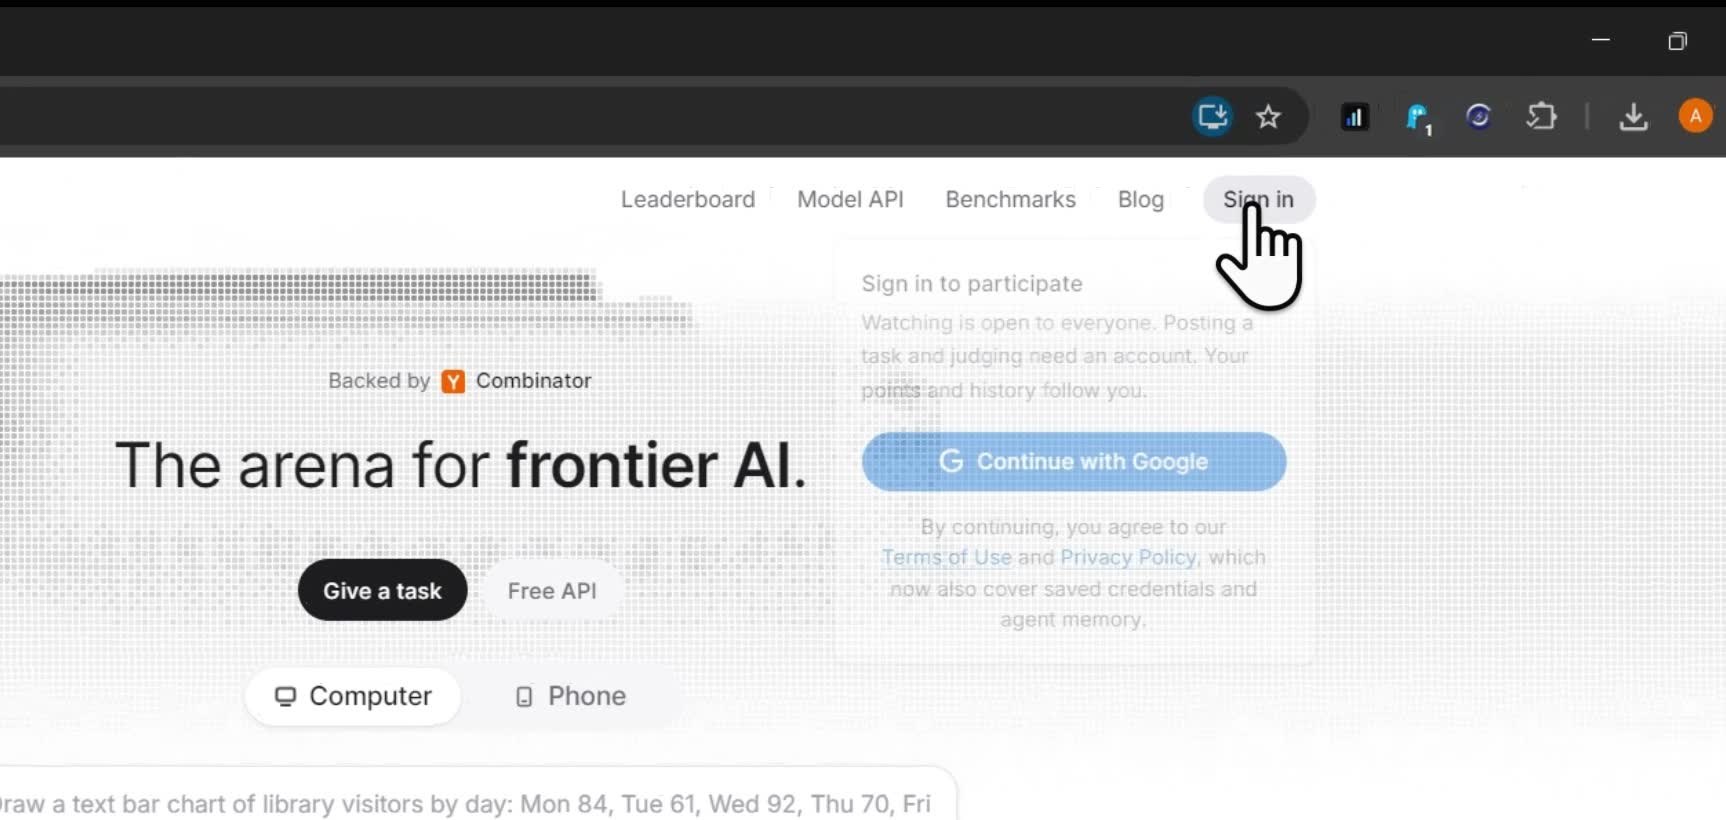 1
A
Leaderboard Model API Benchmarks Blog Sign in
Sign in to participate
Watching is open to everyone. Posting a
task and judging need an account. Your
points and history follow you.
G Continue with Google
By continuing, you agree to our
Terms of Use and Privacy Policy, which
now also cover saved credentials and
agent memory.
Backed by Y Combinator
The arena for frontier AI.
Give a task Free API
Computer Phone
raw a text bar chart of library visitors by day: Mon 84, Tue 61, Wed 92, Thu 70, Fri